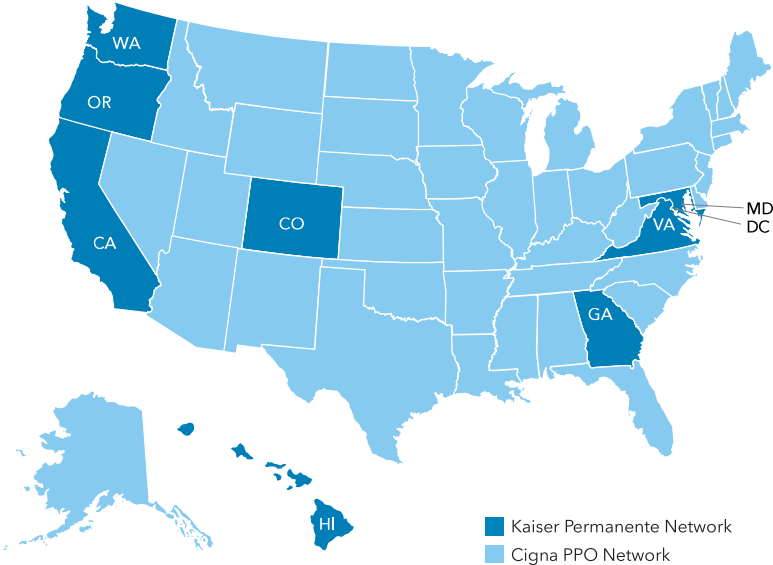 WA
OR
CA
CO
MD
VA
DC
GA
HI
Kaiser Permanente Network
Cigna PPO Network